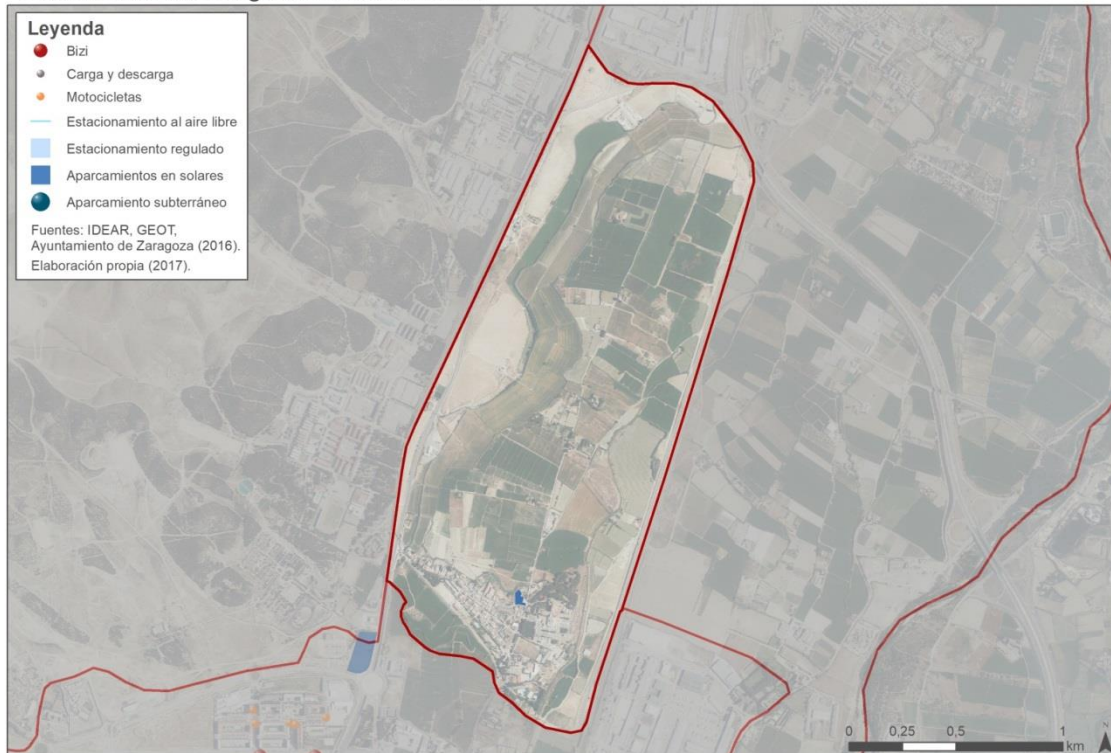 Leyenda
Bizi
Carga y descarga
Motocicletas
Estacionamiento al aire libre
Estacionamiento regulado
Aparcamientos en solares
Aparcamiento subterráneo
Fuentes: IDEAR, GEOT,
Ayuntamiento de Zaragoza (2016).
Elaboración propia (2017).
0 0,25 0,5 1
km